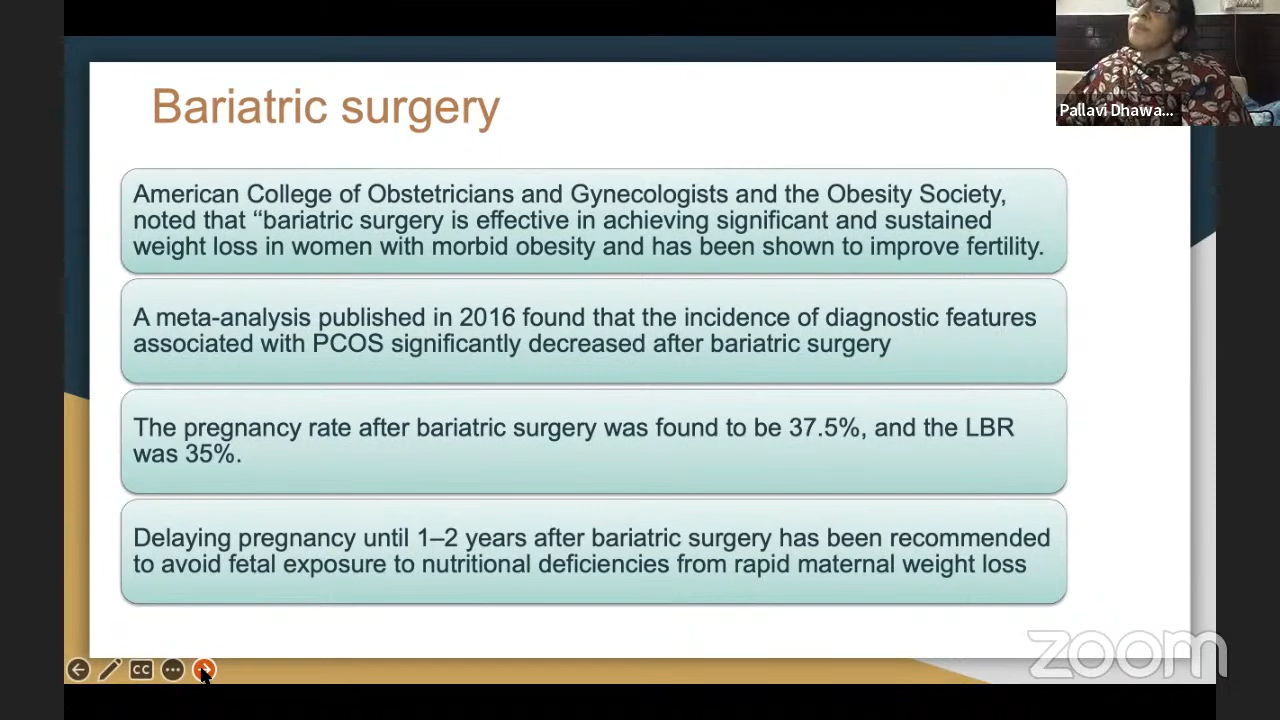 Bariatric surgery
Pallavi Dhawa...
American College of Obstetricians and Gynecologists and the Obesity Society,
noted that “bariatric surgery is effective in achieving significant and sustained
weight loss in women with morbid obesity and has been shown to improve fertility.
A meta-analysis published in 2016 found that the incidence of diagnostic features
associated with PCOS significantly decreased after bariatric surgery
The pregnancy rate after bariatric surgery was found to be 37.5%, and the LBR
was 35%.
Delaying pregnancy until 1–2 years after bariatric surgery has been recommended
to avoid fetal exposure to nutritional deficiencies from rapid maternal weight loss
CC
zoom